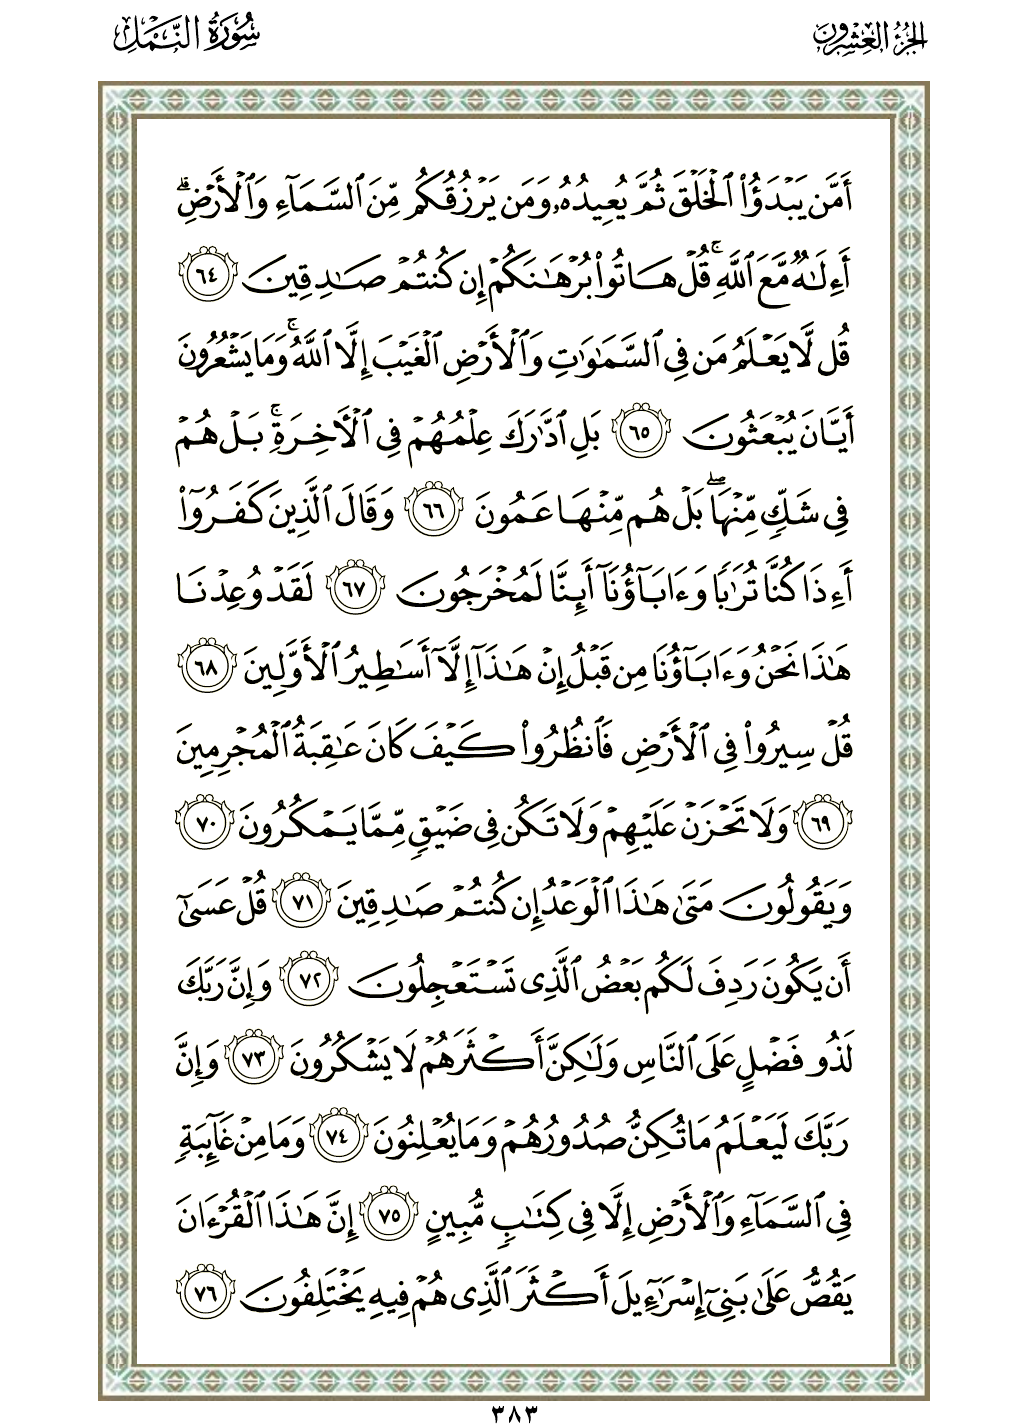 الجزء العشرون
سورة النمل
أَمَّن يَبْدَؤُا۟ ٱلْخَلْقَ ثُمَّ يُعِيدُهُۥ وَمَن يَرْزُقُكُم مِّنَ ٱلسَّمَآءِ وَٱلْأَرْضِ ۗ
أَءِلَـٰهٌ مَّعَ ٱللَّهِ ۚ قُلْ هَاتُوا۟ بُرْهَـٰنَكُمْ إِن كُنتُمْ صَـٰدِقِينَ ٦٤
قُل لَّا يَعْلَمُ مَن فِى ٱلسَّمَـٰوَٰتِ وَٱلْأَرْضِ ٱلْغَيْبَ إِلَّا ٱللَّهُ ۚ وَمَا يَشْعُرُونَ
أَيَّانَ يُبْعَثُونَ ٦٥ بَلِ ٱدَّٰرَكَ عِلْمُهُمْ فِى ٱلْـَٔاخِرَةِ ۚ بَلْ هُمْ
فِى شَكٍّ مِّنْهَا ۖ بَلْ هُم مِّنْهَا عَمُونَ ٦٦ وَقَالَ ٱلَّذِينَ كَفَرُوٓا۟
أَءِذَا كُنَّا تُرَٰبًا وَءَابَآؤُنَآ أَئِنَّا لَمُخْرَجُونَ ٦٧ لَقَدْ وُعِدْنَا
هَـٰذَا نَحْنُ وَءَابَآؤُنَا مِن قَبْلُ إِنْ هَـٰذَآ إِلَّآ أَسَـٰطِيرُ ٱلْأَوَّلِينَ ٦٨
قُلْ سِيرُوا۟ فِى ٱلْأَرْضِ فَٱنظُرُوا۟ كَيْفَ كَانَ عَـٰقِبَةُ ٱلْمُجْرِمِينَ
٦٩ وَلَا تَحْزَنْ عَلَيْهِمْ وَلَا تَكُن فِى ضَيْقٍ مِّمَّا يَمْكُرُونَ ٧٠
وَيَقُولُونَ مَتَىٰ هَـٰذَا ٱلْوَعْدُ إِن كُنتُمْ صَـٰدِقِينَ ٧١ قُلْ عَسَىٰٓ
أَن يَكُونَ رَدِفَ لَكُم بَعْضُ ٱلَّذِى تَسْتَعْجِلُونَ ٧٢ وَإِنَّ رَبَّكَ
لَذُو فَضْلٍ عَلَى ٱلنَّاسِ وَلَـٰكِنَّ أَكْثَرَهُمْ لَا يَشْكُرُونَ ٧٣ وَإِنَّ
رَبَّكَ لَيَعْلَمُ مَا تُكِنُّ صُدُورُهُمْ وَمَا يُعْلِنُونَ ٧٤ وَمَا مِنْ غَآئِبَةٍ
فِى ٱلسَّمَآءِ وَٱلْأَرْضِ إِلَّا فِى كِتَـٰبٍ مُّبِينٍ ٧٥ إِنَّ هَـٰذَا ٱلْقُرْءَانَ
يَقُصُّ عَلَىٰ بَنِىٓ إِسْرَٰٓءِيلَ أَكْثَرَ ٱلَّذِى هُمْ فِيهِ يَخْتَلِفُونَ ٧٦
٣٨٣